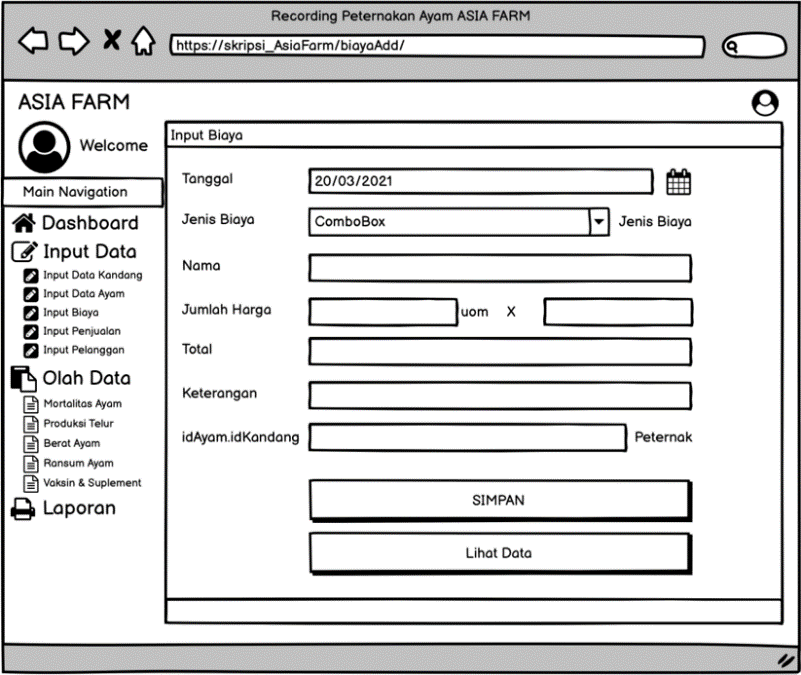 Recording Peternakan Ayam ASIA FARM
https://skripsi_AsiaFarm/biayaAdd/
ASIA FARM
Welcome
Main Navigation
Dashboard
Input Data
Input Data Kandang
Input Data Ayam
Input Biaya
Input Penjualan
Input Pelanggan
Olah Data
Mortalitas Ayam
Produksi Telur
Berat Ayam
Ransum Ayam
Vaksin & Suplement
Laporan
Input Biaya
Tanggal 20/03/2021
Jenis Biaya ComboBox Jenis Biaya
Nama
Jumlah Harga uom X
Total
Keterangan
idAyam.idKandang Peternak
SIMPAN
Lihat Data